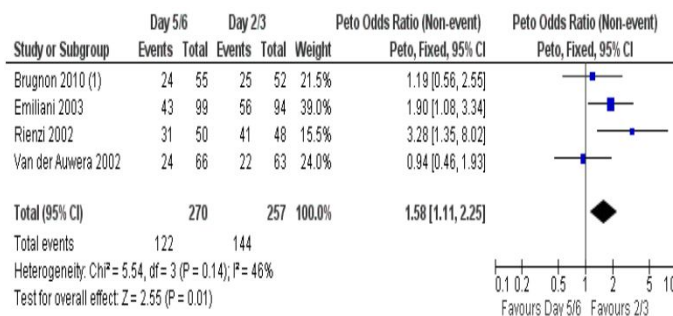 Day 5/6 Day 2/3 Peto Odds Ratio (Non-event) Peto Odds Ratio (Non-event)
Study or Subgroup Events Total Events Total Weight Peto, Fixed, 95% CI Peto, Fixed, 95% CI
Brugnon 2010 (1) 24 55 25 52 21.5% 1.19 [0.56, 2.55]
Emiliani 2003 43 99 56 94 39.0% 1.90 [1.08, 3.34]
Rienzi 2002 31 50 41 48 15.5% 3.28 [1.35, 8.02]
Van der Auwera 2002 24 66 22 63 24.0% 0.94 [0.46, 1.93]
Total (95% CI) 270 257 100.0% 1.58 [1.11, 2.25]
Total events 122 144
Heterogeneity: Chi² = 5.54, df = 3 (P = 0.14); I² = 46%
Test for overall effect: Z = 2.55 (P = 0.01)
0.1 0.2 0.5 1 2 5 10
Favours Day 5/6 Favours 2/3